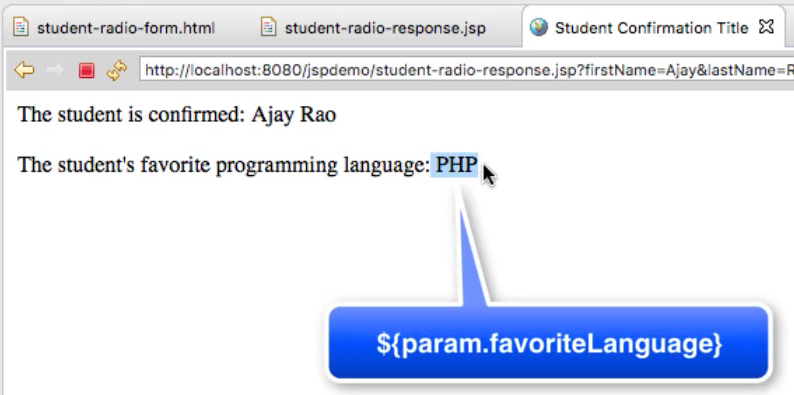 student-radio-form.html
student-radio-response.jsp
Student Confirmation Title
http://localhost:8080/jspdemo/student-radio-response.jsp?firstName=Ajay&lastName=R
The student is confirmed: Ajay Rao
The student's favorite programming language: PHP
${param.favoriteLanguage}